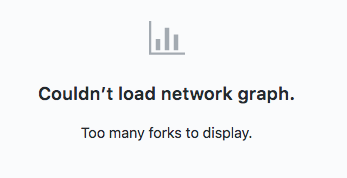 Couldn’t load network graph.
Too many forks to display.